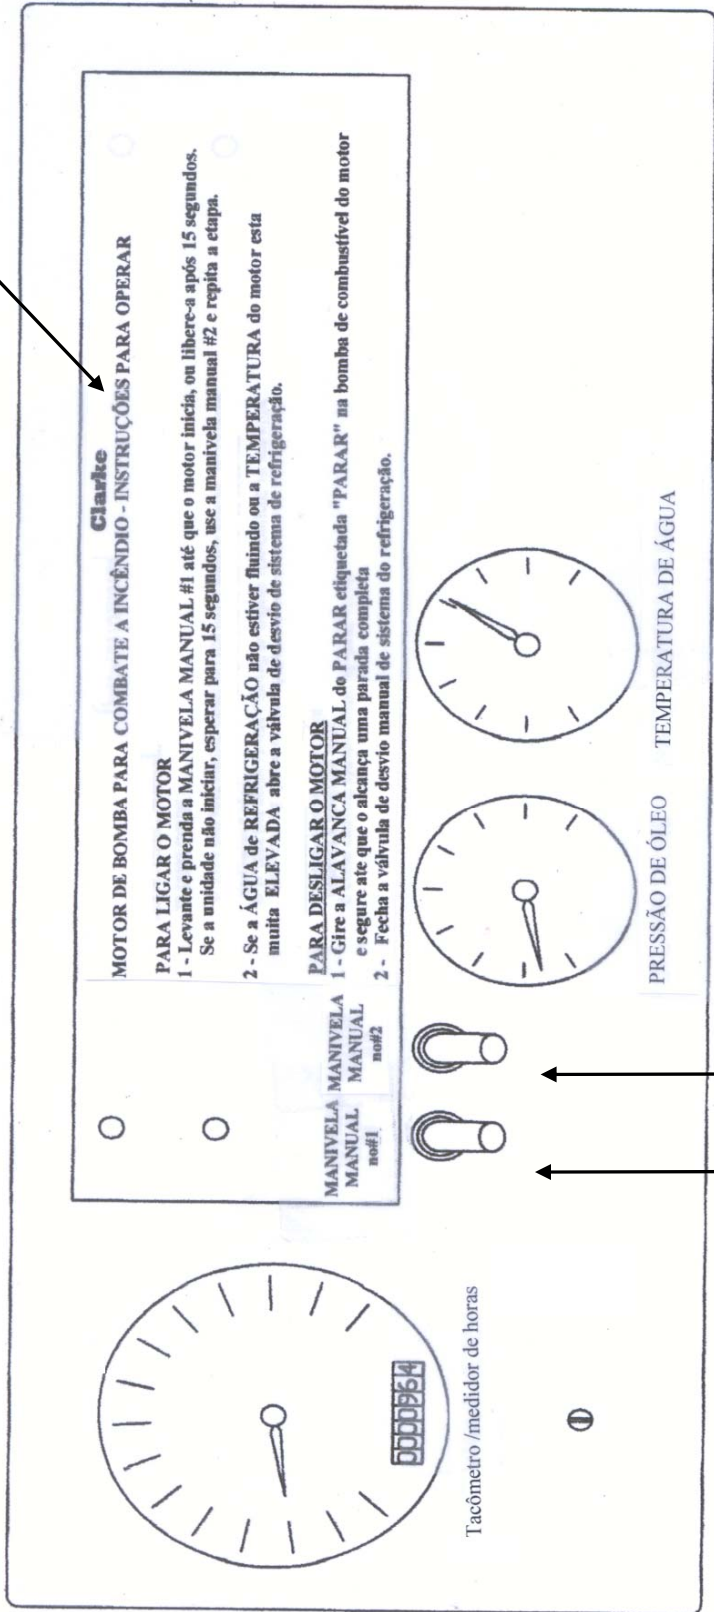 Clarke
MOTOR DE BOMBA PARA COMBATE A INCÊNDIO - INSTRUÇÕES PARA OPERAR
PARA LIGAR O MOTOR
1 - Levante e prenda a MANIVELA MANUAL #1 até que o motor inicia, ou libere-a após 15 segundos.
Se a unidade não iniciar, esperar para 15 segundos, use a manivela manual #2 e repita a etapa.
2 - Se a ÁGUA de REFRIGERAÇÃO não estiver fluindo ou a TEMPERATURA do motor esta
muita ELEVADA abre a válvula de desvio de sistema de refrigeração.
PARA DESLIGAR O MOTOR
1 - Gire a ALAVANCA MANUAL do PARAR etiquetada "PARAR" na bomba de combustível do motor
e segure ate que o alcança uma parada completa
2 - Fecha a válvula de desvio manual de sistema do refrigeração.
MANIVELA
MANUAL
no#1
MANIVELA
MANUAL
no#2
0000964
Tacômetro /medidor de horas
PRESSÃO DE ÓLEO
TEMPERATURA DE ÁGUA